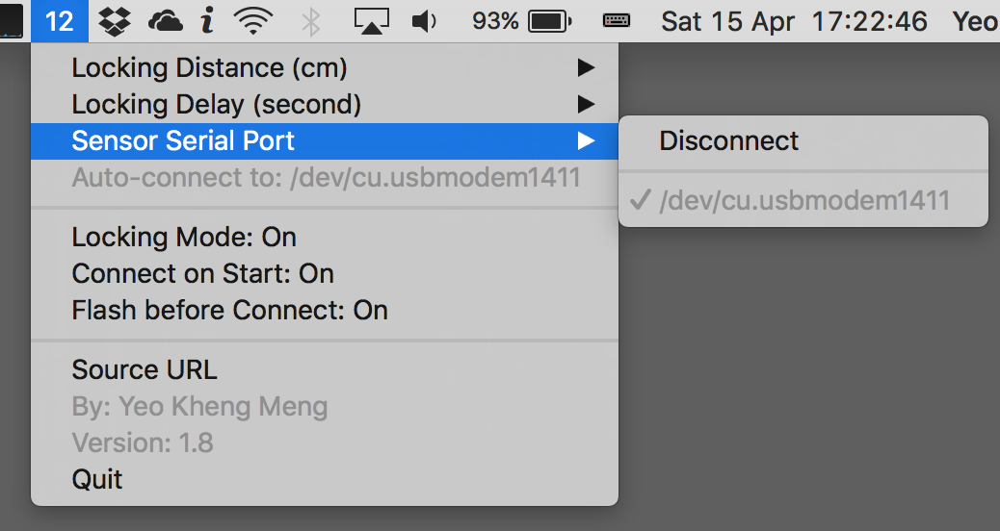 12 93% Sat 15 Apr 17:22:46 Yeo
Locking Distance (cm)
Locking Delay (second)
Sensor Serial Port
Disconnect
Auto-connect to: /dev/cu.usbmodem1411
/dev/cu.usbmodem1411
Locking Mode: On
Connect on Start: On
Flash before Connect: On
Source URL
By: Yeo Kheng Meng
Version: 1.8
Quit